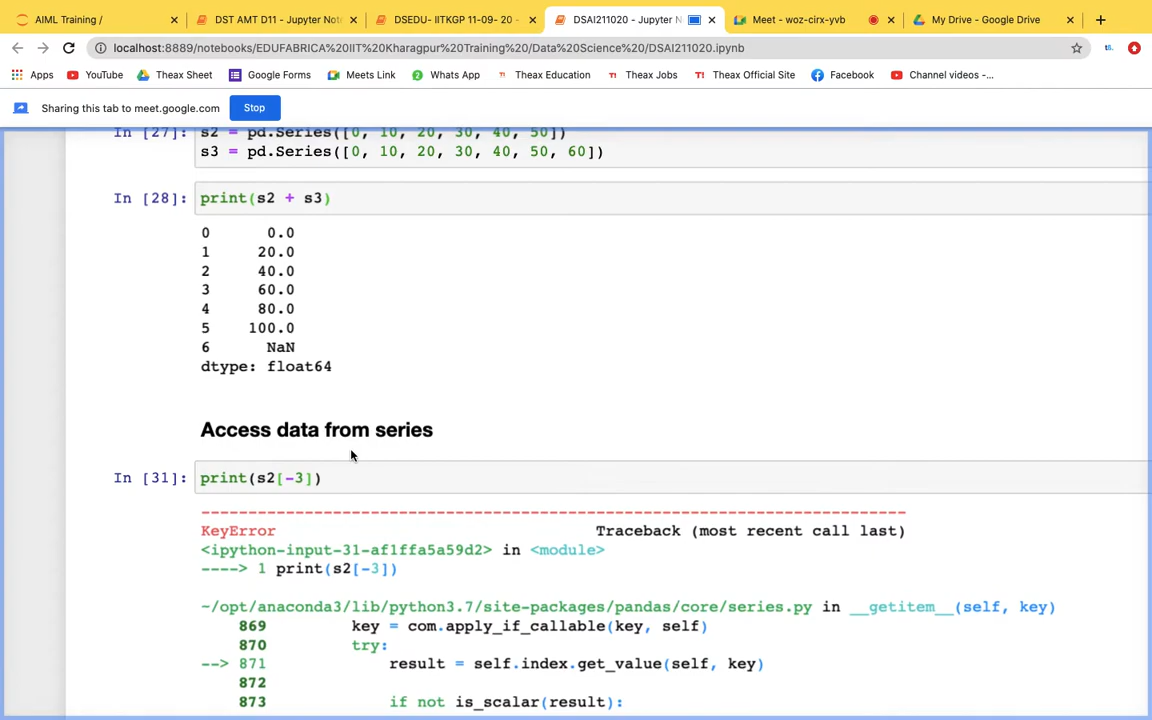 AIML Training /
DST AMT D11 - Jupyter Not
DSEDU- IITKGP 11-09- 20 -
DSAI211020 - Jupyter N
Meet - woz-cirx-yvb
My Drive - Google Drive
localhost:8889/notebooks/EDUFABRICA%20IIT%20Kharagpur%20Training%20/Data%20Science%20/DSAI211020.ipynb
Apps YouTube Theax Sheet Google Forms Meets Link Whats App Theax Education Theax Jobs Theax Official Site Facebook Channel videos -...
Sharing this tab to meet.google.com Stop
In [27]: s2 = pd.Series([0, 10, 20, 30, 40, 50])
s3 = pd.Series([0, 10, 20, 30, 40, 50, 60])
In [28]: print(s2 + s3)
0 0.0
1 20.0
2 40.0
3 60.0
4 80.0
5 100.0
6 NaN
dtype: float64
Access data from series
In [31]: print(s2[-3])
---------------------------------------------------------------------------
KeyError Traceback (most recent call last)
<ipython-input-31-af1ffa5a59d2> in <module>
----> 1 print(s2[-3])
~/opt/anaconda3/lib/python3.7/site-packages/pandas/core/series.py in __getitem__(self, key)
869 key = com.apply_if_callable(key, self)
870 try:
--> 871 result = self.index.get_value(self, key)
872
873 if not is_scalar(result):